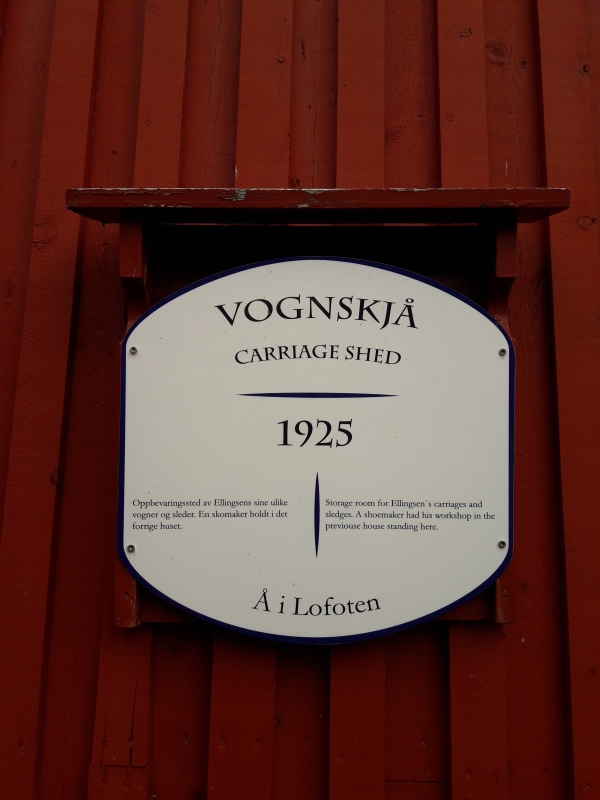 VOGNSKJÅ
CARRIAGE SHED
1925
Oppbevaringssted av Ellingsens sine ulike
vogner og sleder. En skomaker holdt i det
forrige huset.
Storage room for Ellingsen`s carriages and
sledges. A shoemaker had his workshop in the
previouse house standing here.
Å i Lofoten